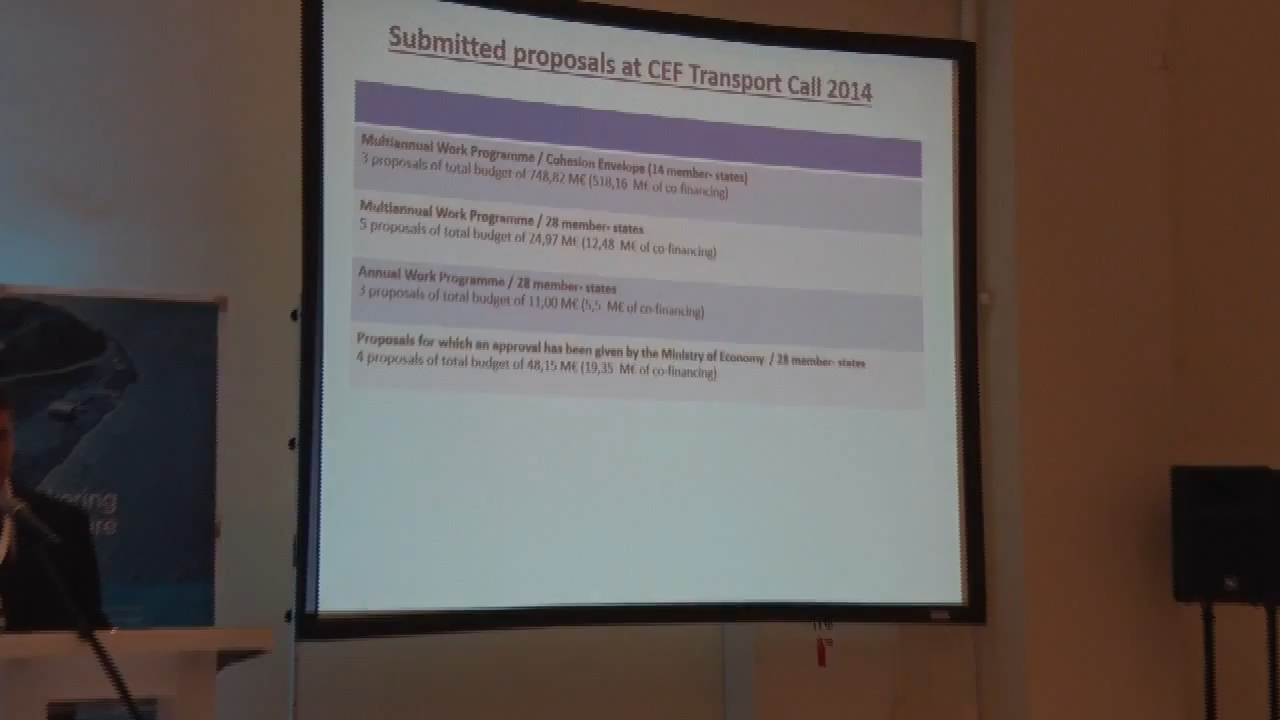 Submitted proposals at CEF Transport Call 2014
Multiannual Work Programme / Cohesion Envelope (14 member- states)
3 proposals of total budget of 748,82 M€ (518,16 M€ of co-financing)
Multiannual Work Programme / 28 member- states
5 proposals of total budget of 24,97 M€ (12,48 M€ of co-financing)
Annual Work Programme / 28 member- states
3 proposals of total budget of 11,00 M€ (5,5 M€ of co-financing)
Proposals for which an approval has been given by the Ministry of Economy / 28 member- states
4 proposals of total budget of 48,15 M€ (19,35 M€ of co-financing)